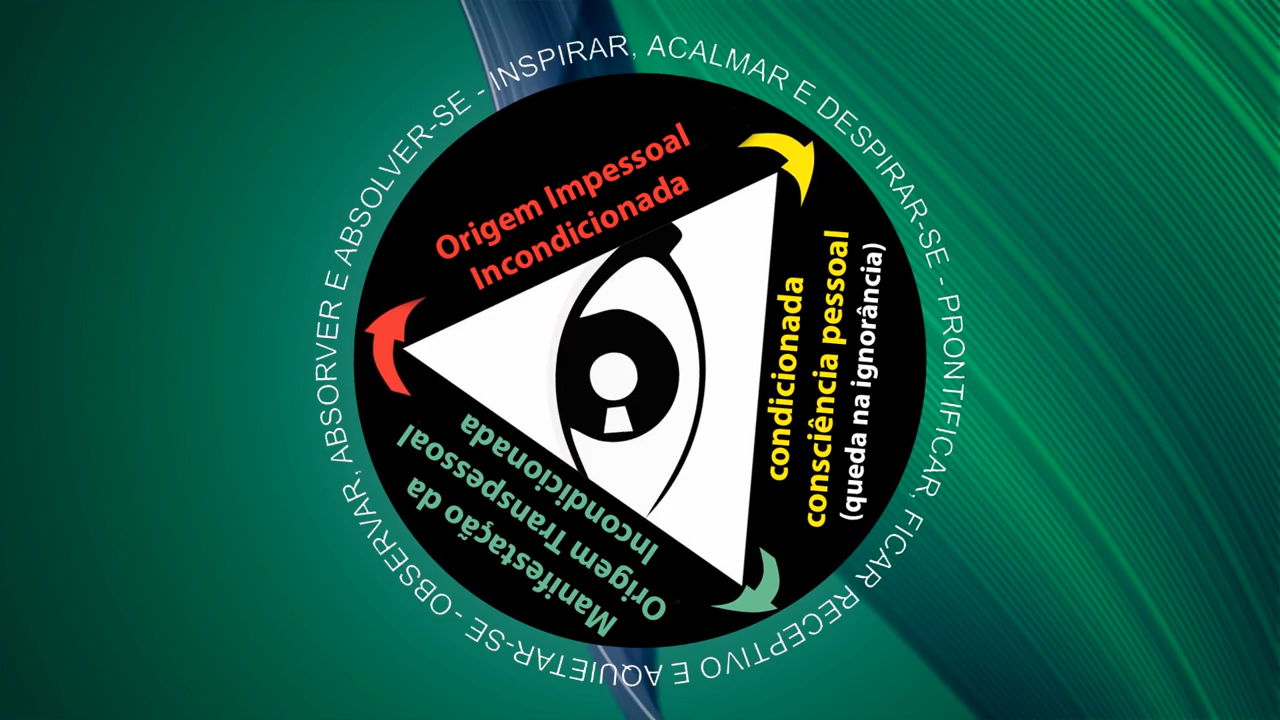 INSPIRAR, ACALMAR E DESPIRAR-SE - PRONTIFICAR, FICAR RECEPTIVO E AQUIETAR-SE - OBSERVAR, ABSORVER E ABSOLVER-SE -
Origem Impessoal
Incondicionada
condicionada
consciência pessoal
(queda na ignorância)
Manifestação da
Origem Transpessoal
Incondicionada